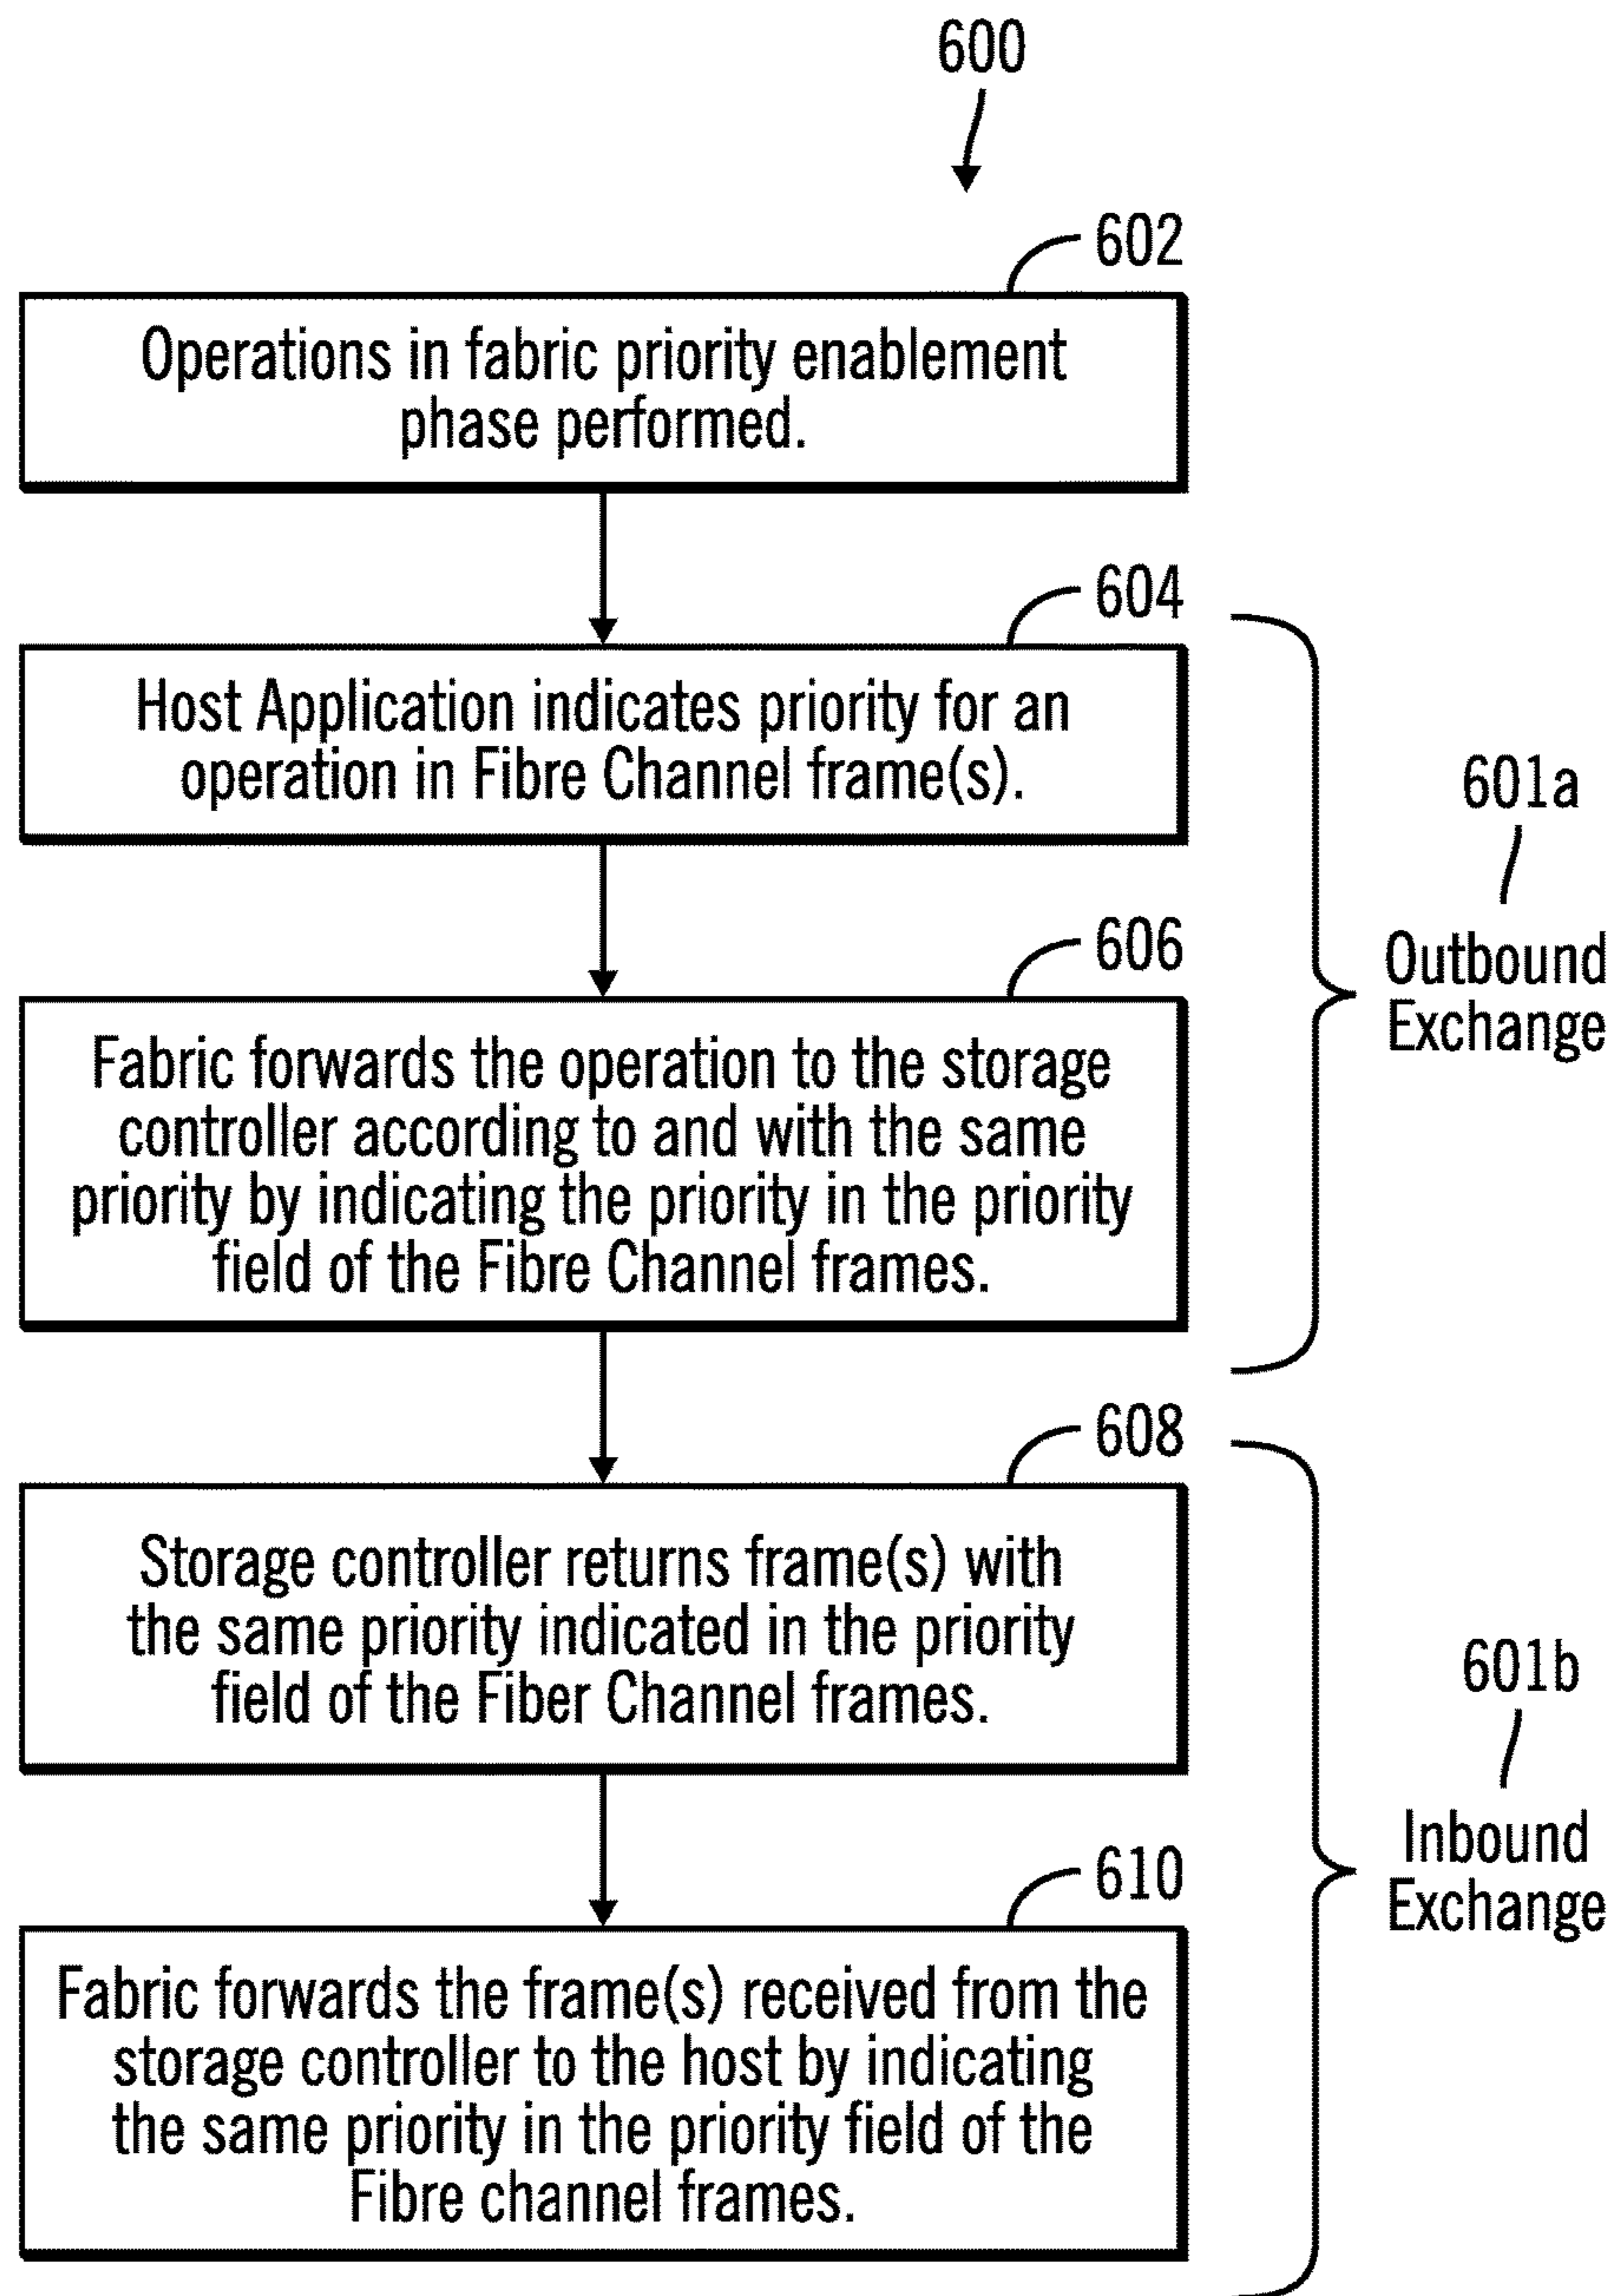 600
602
Operations in fabric priority enablement
phase performed.
604
Host Application indicates priority for an
operation in Fibre Channel frame(s).
601a
Outbound
Exchange
606
Fabric forwards the operation to the storage
controller according to and with the same
priority by indicating the priority in the priority
field of the Fibre Channel frames.
608
Storage controller returns frame(s) with
the same priority indicated in the priority
field of the Fiber Channel frames.
601b
Inbound
Exchange
610
Fabric forwards the frame(s) received from the
storage controller to the host by indicating
the same priority in the priority field of the
Fibre channel frames.